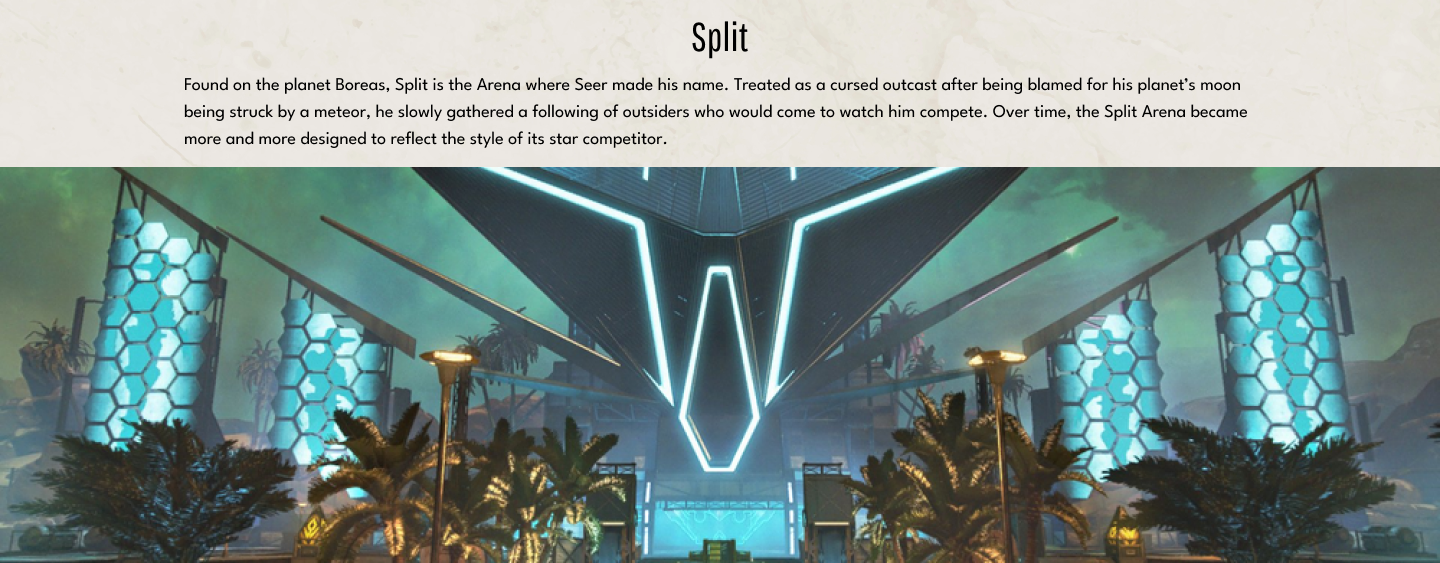 Split
Found on the planet Boreas, Split is the Arena where Seer made his name. Treated as a cursed outcast after being blamed for his planet’s moon
being struck by a meteor, he slowly gathered a following of outsiders who would come to watch him compete. Over time, the Split Arena became
more and more designed to reflect the style of its star competitor.